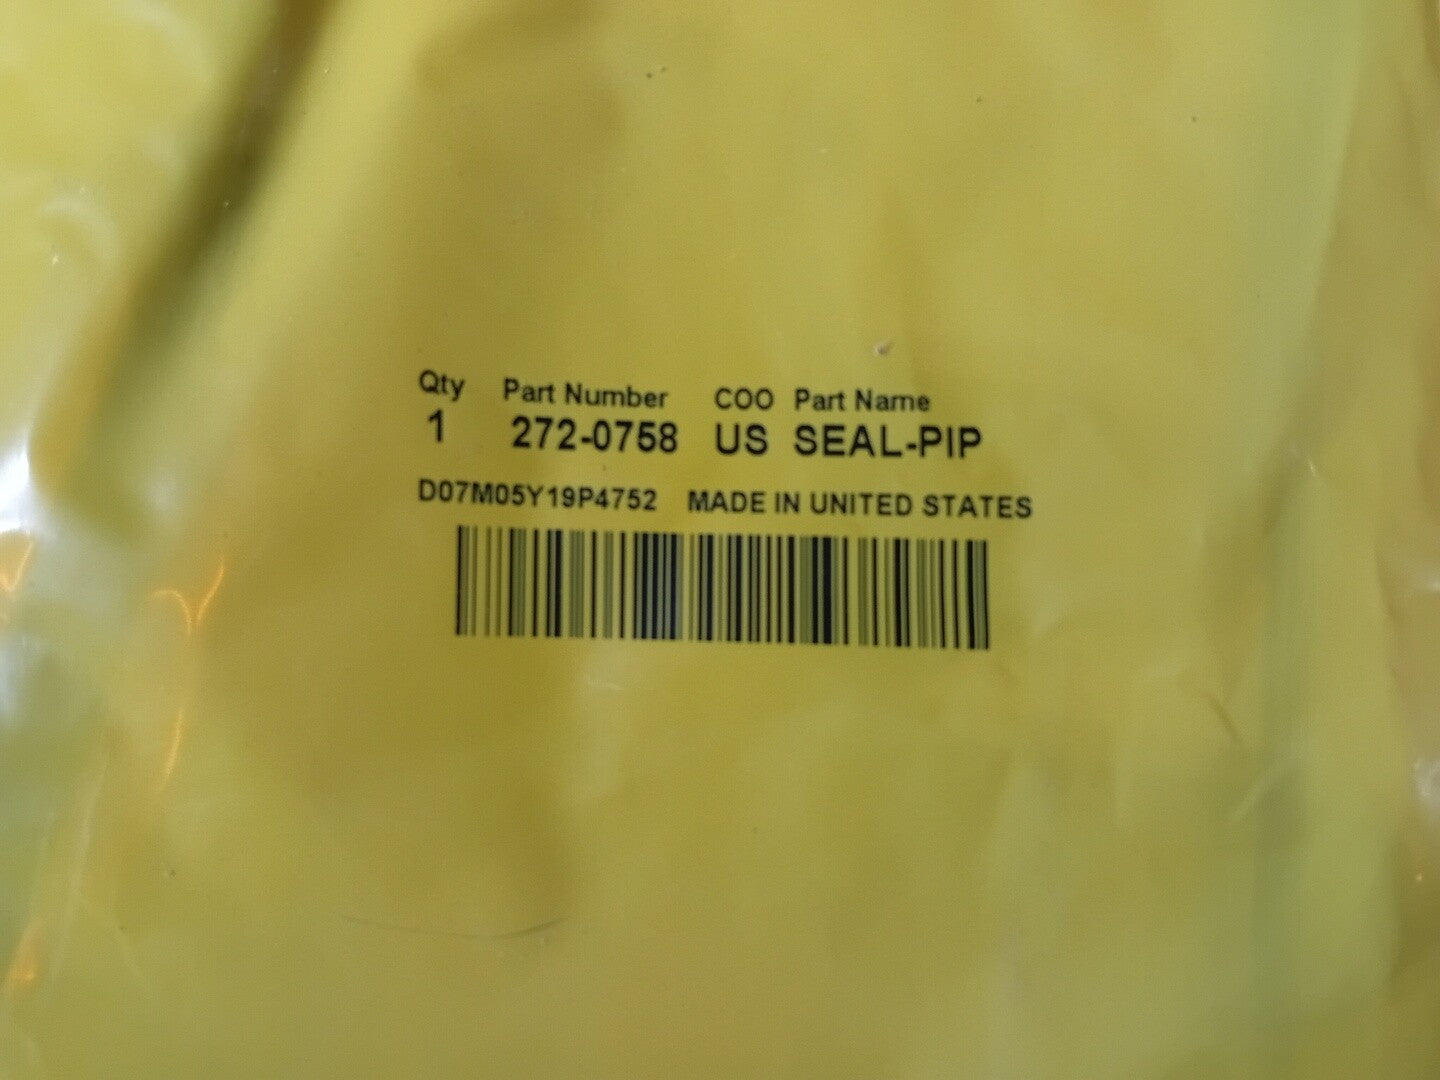 Qty Part Number COO Part Name
1 272-0758 US SEAL-PIP
D07M05Y19P4752 MADE IN UNITED STATES